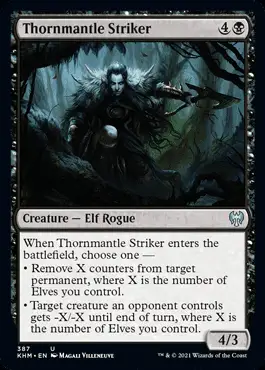 Thornmantle Striker 4
Creature — Elf Rogue
When Thornmantle Striker enters the
battlefield, choose one —
• Remove X counters from target
permanent, where X is the number
of Elves you control.
• Target creature an opponent controls
gets -X/-X until end of turn, where X
is the number of Elves you control.
4/3
387 U
KHM • EN Magali Villeneuve
™ & © 2021 Wizards of the Coast